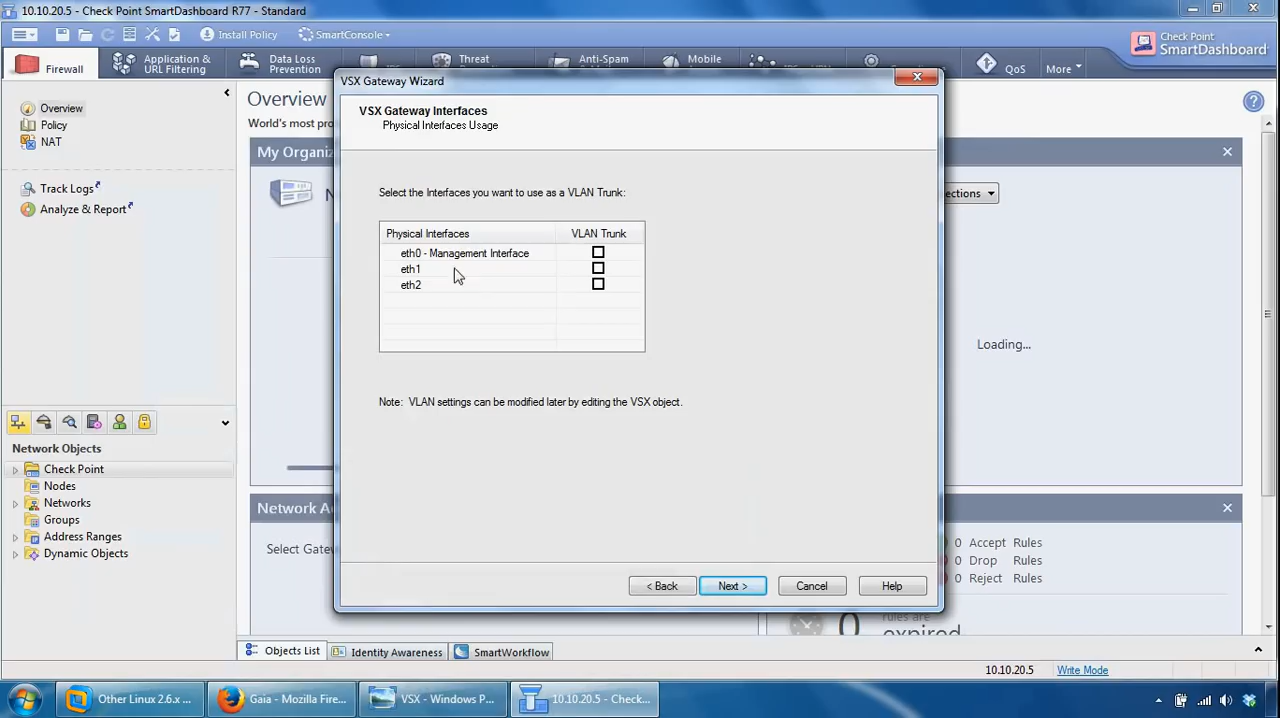 10.10.20.5 - Check Point SmartDashboard R77 - Standard
Install Policy
SmartConsole
Check Point
SmartDashboard
Firewall
Application &
URL Filtering
Data Loss
Prevention
Threat
Anti-Spam
& M
Mobile
QoS
More
VSX Gateway Wizard
Overview
Policy
NAT
Track Logs
Analyze & Report
Overview
World's most pro
My Organiz
N
ections
Loading...
VSX Gateway Interfaces
Physical Interfaces Usage
Select the Interfaces you want to use as a VLAN Trunk:
Physical Interfaces VLAN Trunk
eth0 - Management Interface
eth1
eth2
Note: VLAN settings can be modified later by editing the VSX object.
< Back Next > Cancel Help
Network Objects
Check Point
Nodes
Networks
Groups
Address Ranges
Dynamic Objects
Network Ac
Select Gatew
0 Accept Rules
0 Drop Rules
0 Reject Rules
0 rules are
expired
Objects List Identity Awareness SmartWorkflow
10.10.20.5 Write Mode
Other Linux 2.6.x ... Gaia - Mozilla Fire... VSX - Windows P... 10.10.20.5 - Check...